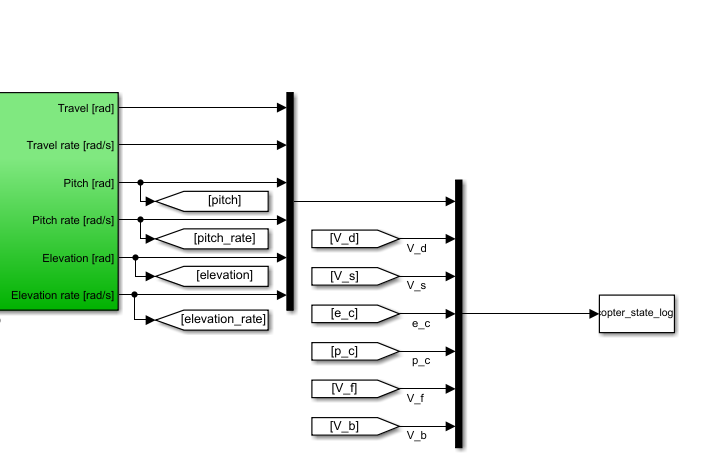 Travel [rad]
Travel rate [rad/s]
Pitch [rad]
[pitch]
Pitch rate [rad/s]
[pitch_rate]
Elevation [rad]
[elevation]
Elevation rate [rad/s]
[elevation_rate]
[V_d]
V_d
[V_s]
V_s
[e_c]
e_c
[p_c]
p_c
[V_f]
V_f
[V_b]
V_b
opter_state_log